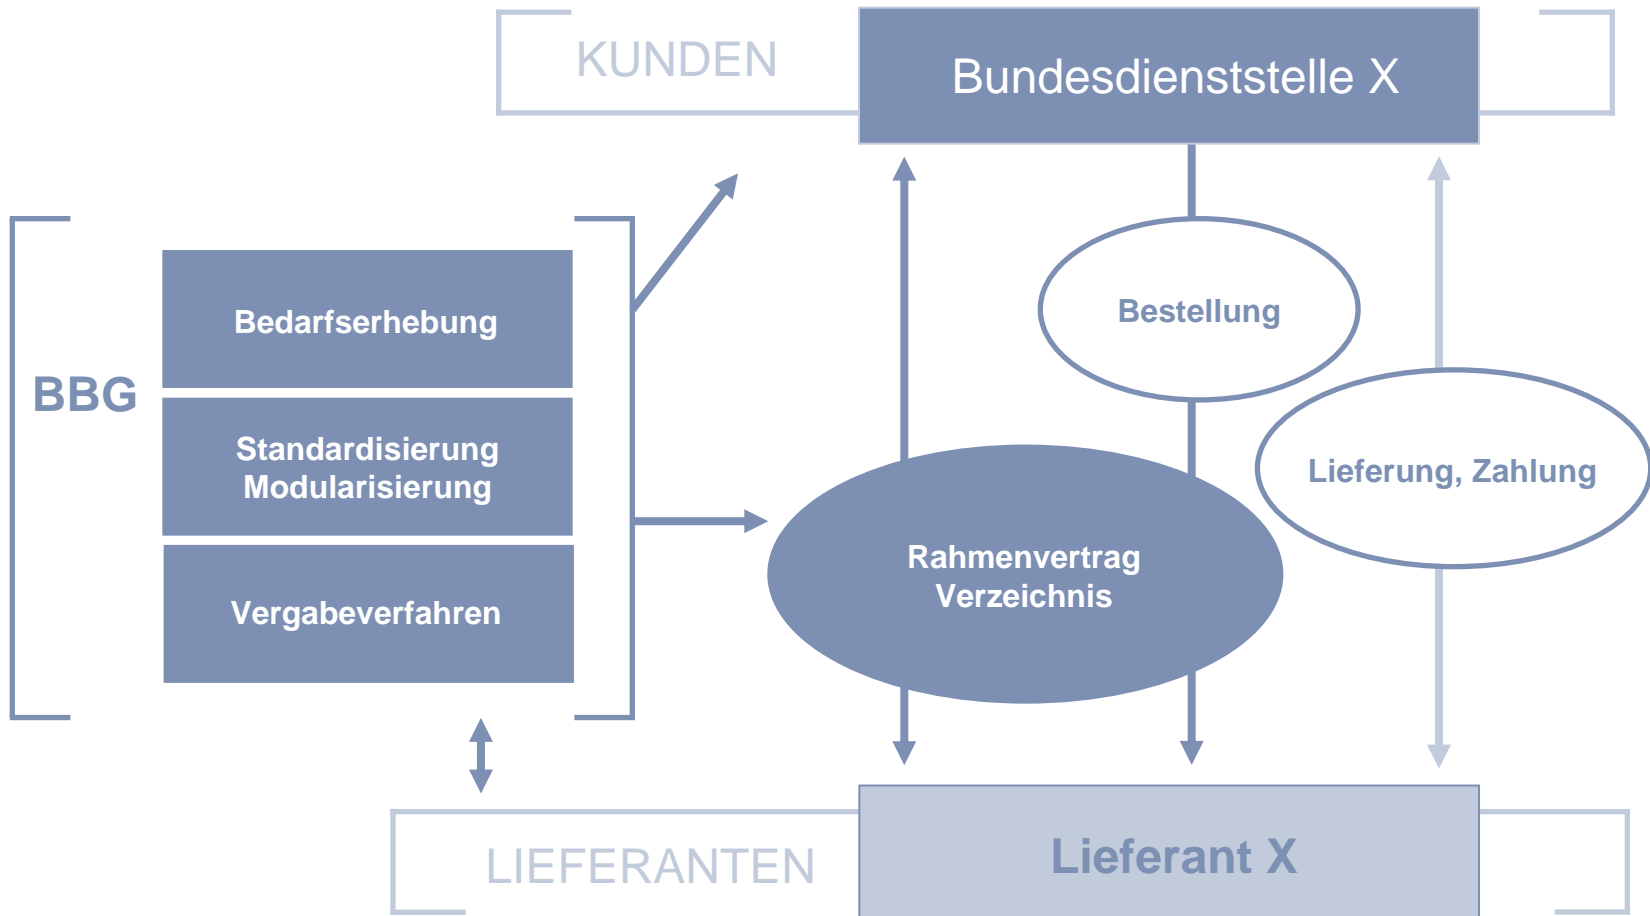 KUNDEN
Bundesdienststelle X
BBG
Bedarfserhebung
Standardisierung
Modularisierung
Vergabeverfahren
Bestellung
Lieferung, Zahlung
Rahmenvertrag
Verzeichnis
LIEFERANTEN
Lieferant X